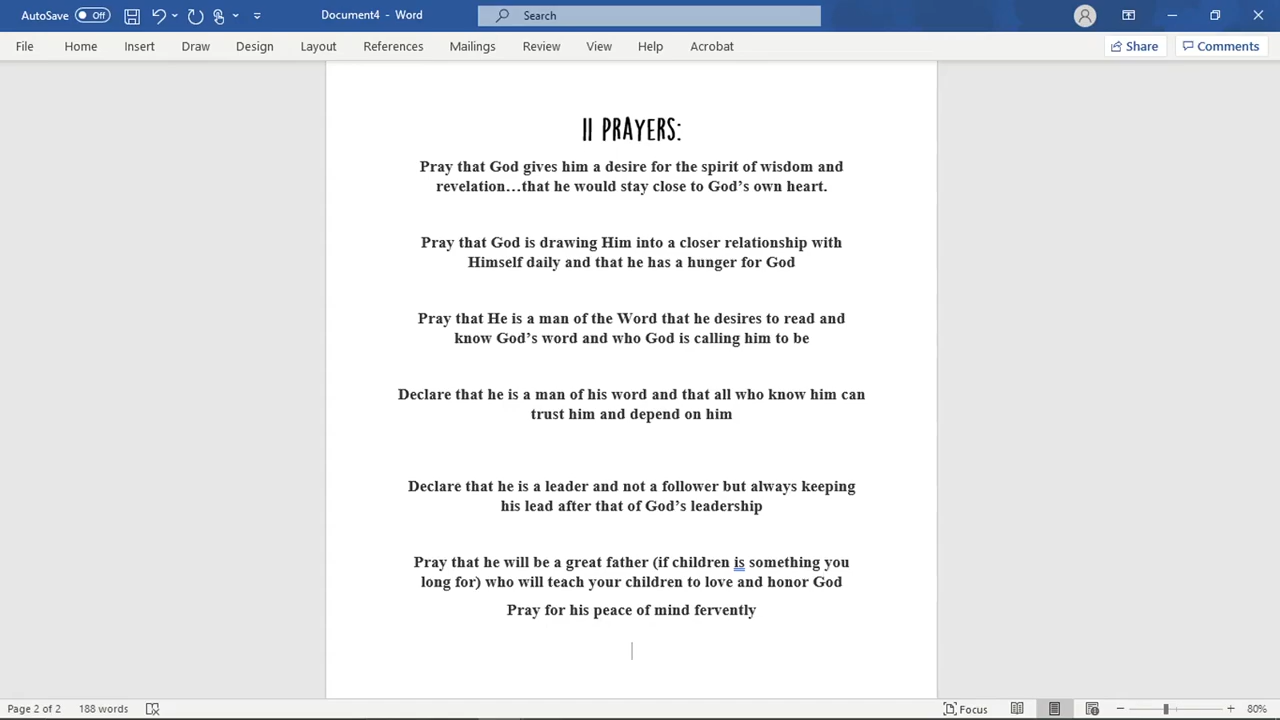 AutoSave Off Document4 - Word Search
File Home Insert Draw Design Layout References Mailings Review View Help Acrobat Share Comments
11 PRAYERS:
Pray that God gives him a desire for the spirit of wisdom and
revelation…that he would stay close to God’s own heart.
Pray that God is drawing Him into a closer relationship with
Himself daily and that he has a hunger for God
Pray that He is a man of the Word that he desires to read and
know God’s word and who God is calling him to be
Declare that he is a man of his word and that all who know him can
trust him and depend on him
Declare that he is a leader and not a follower but always keeping
his lead after that of God’s leadership
Pray that he will be a great father (if children is something you
long for) who will teach your children to love and honor God
Pray for his peace of mind fervently
Page 2 of 2 188 words Focus 80%